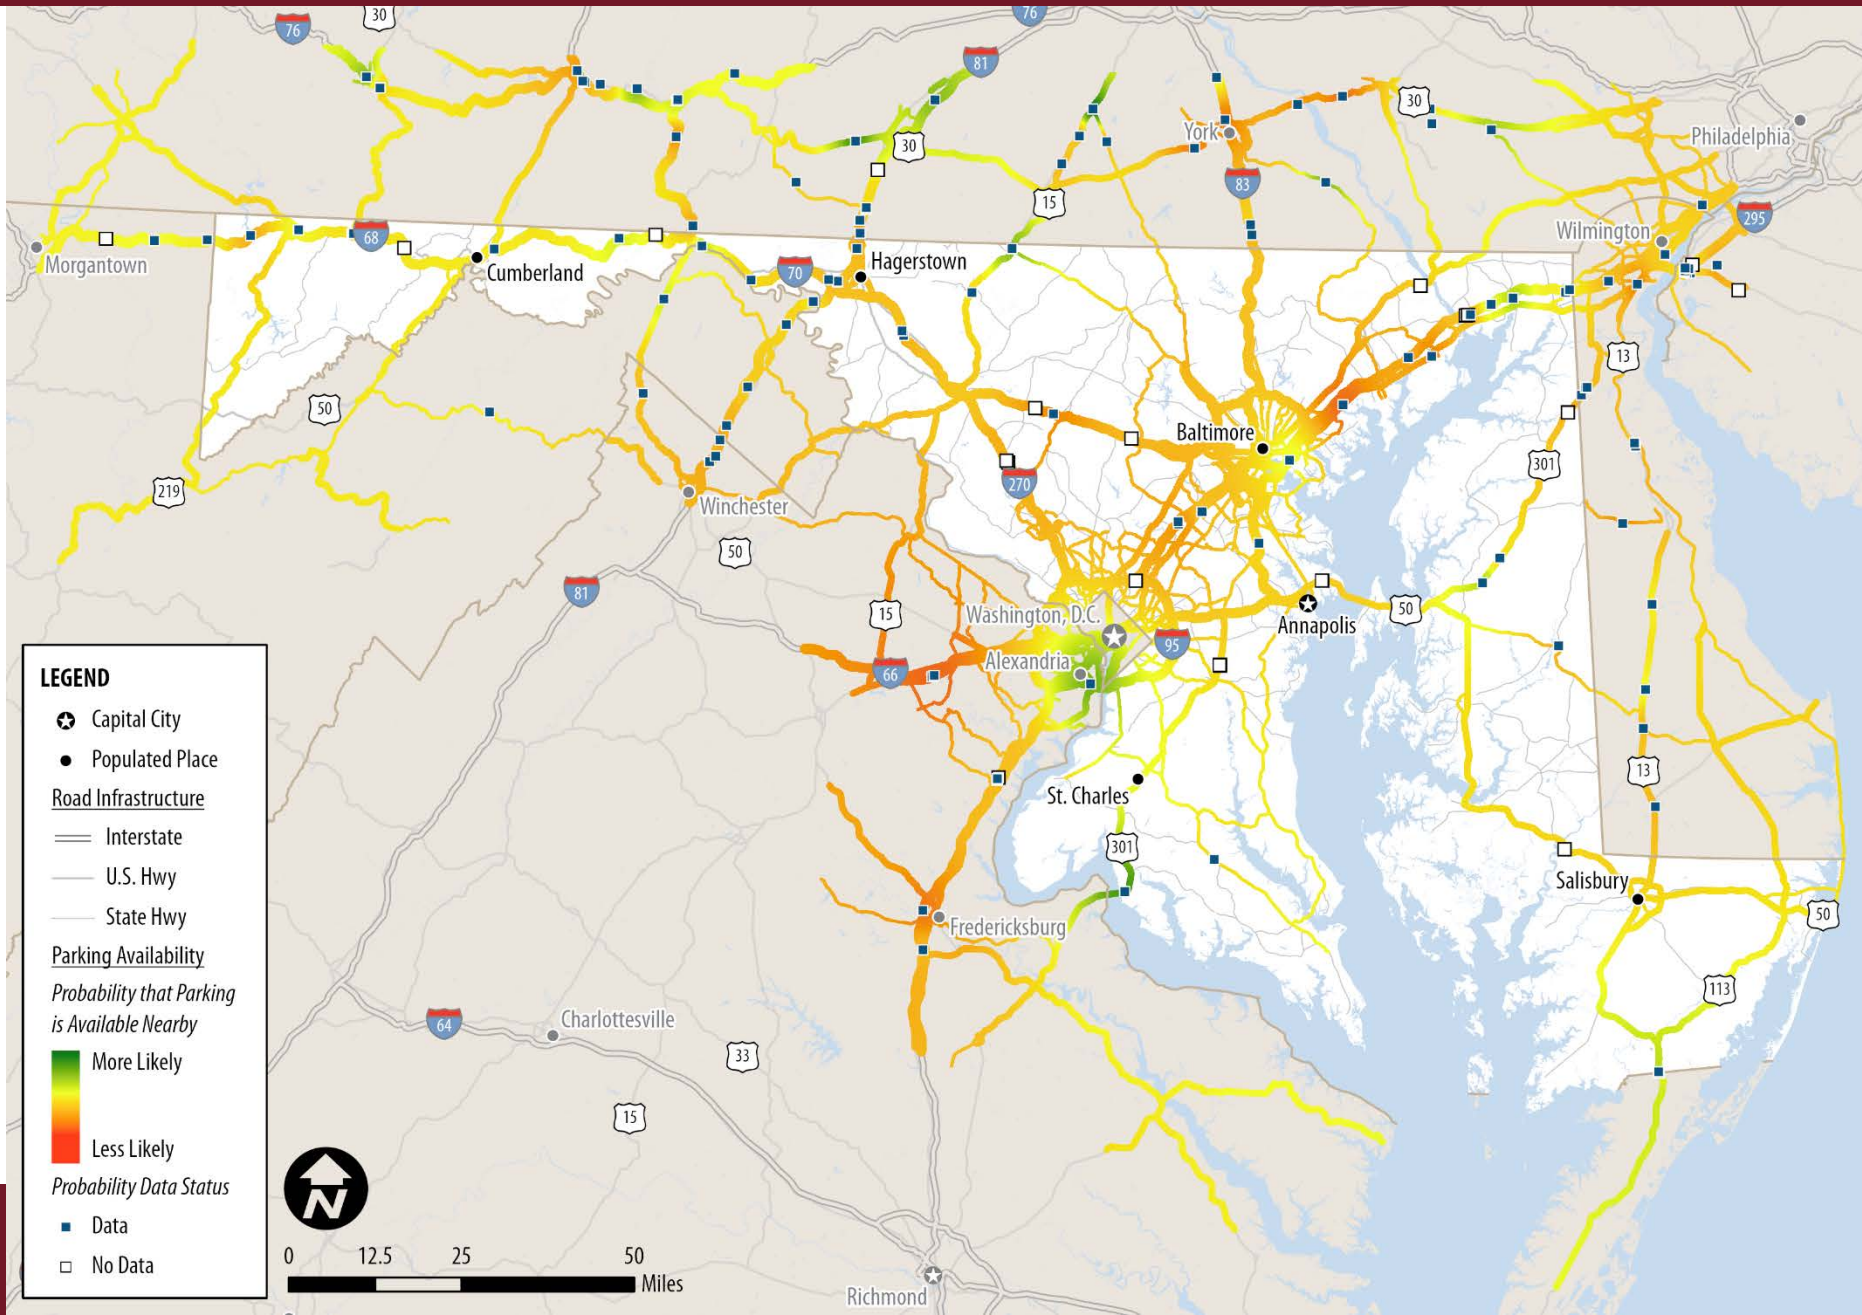 30
76
76
81
30
30
York
Philadelphia
83
15
295
Wilmington
68
Morgantown
Cumberland
70
Hagerstown
13
50
Baltimore
301
219
270
Winchester
50
81
15
Washington, D.C.
50
Annapolis
95
Alexandria
66
LEGEND
Capital City
Populated Place
Road Infrastructure
Interstate
U.S. Hwy
State Hwy
Parking Availability
Probability that Parking
is Available Nearby
More Likely
Less Likely
Probability Data Status
Data
No Data
13
St. Charles
301
Salisbury
50
Fredericksburg
113
64
Charlottesville
33
15
N
0 12.5 25 50
Miles
Richmond